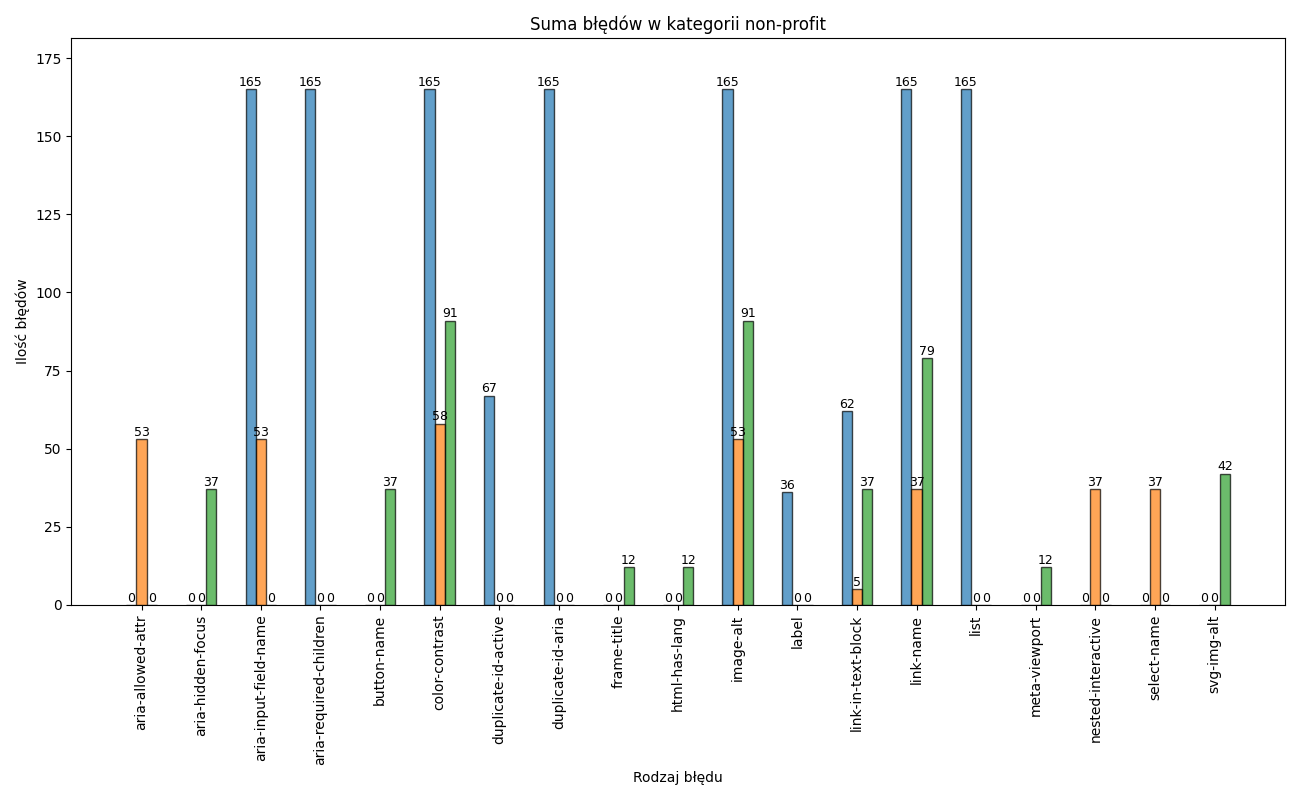 Suma błędów w kategorii non-profit
Ilość błędów
175
150
125
100
75
50
25
0
0 53 0
0 0 37
165 53 0
165 0 0
0 0 37
165 58 91
67 0 0
165 0 0
0 0 12
0 0 12
165 53 91
36 0 0
62 5 37
165 37 79
165 0 0
0 0 12
0 37 0
0 37 0
0 0 42
aria-allowed-attr
aria-hidden-focus
aria-input-field-name
aria-required-children
button-name
color-contrast
duplicate-id-active
duplicate-id-aria
frame-title
html-has-lang
image-alt
label
link-in-text-block
link-name
list
meta-viewport
nested-interactive
select-name
svg-img-alt
Rodzaj błędu